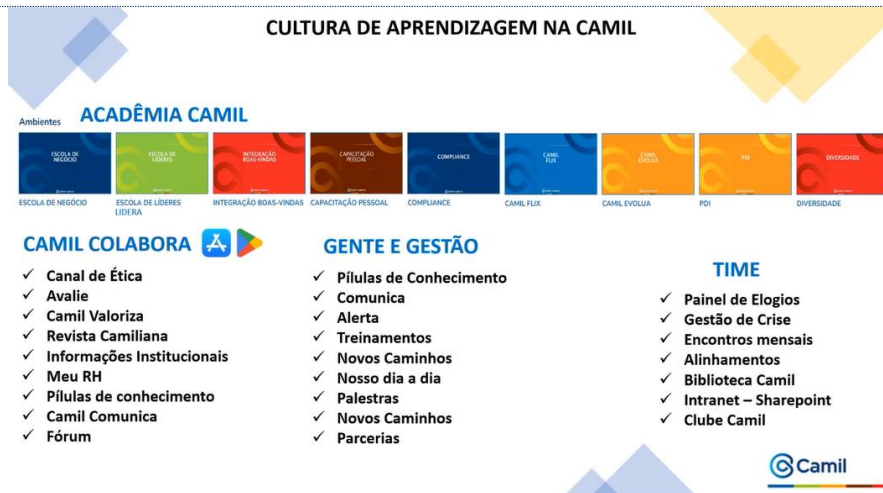 CULTURA DE APRENDIZAGEM NA CAMIL
Ambientes
ACADÊMIA CAMIL
ESCOLA DE
NEGÓCIO
ESCOLA DE
LÍDERES
INTEGRAÇÃO
BOAS-VINDAS
CAPACITAÇÃO
PESSOAL
COMPLIANCE
CAMIL
FLIX
CAMIL
EVOLUA
PDI
DIVERSIDADE
ESCOLA DE NEGÓCIO
ESCOLA DE LÍDERES
LIDERA
INTEGRAÇÃO BOAS-VINDAS
CAPACITAÇÃO PESSOAL
COMPLIANCE
CAMIL FLIX
CAMIL EVOLUA
PDI
DIVERSIDADE
CAMIL COLABORA
✓ Canal de Ética
✓ Avalie
✓ Camil Valoriza
✓ Revista Camiliana
✓ Informações Institucionais
✓ Meu RH
✓ Pílulas de conhecimento
✓ Camil Comunica
✓ Fórum
GENTE E GESTÃO
✓ Pílulas de Conhecimento
✓ Comunica
✓ Alerta
✓ Treinamentos
✓ Novos Caminhos
✓ Nosso dia a dia
✓ Palestras
✓ Novos Caminhos
✓ Parcerias
TIME
✓ Painel de Elogios
✓ Gestão de Crise
✓ Encontros mensais
✓ Alinhamentos
✓ Biblioteca Camil
✓ Intranet – Sharepoint
✓ Clube Camil
Camil